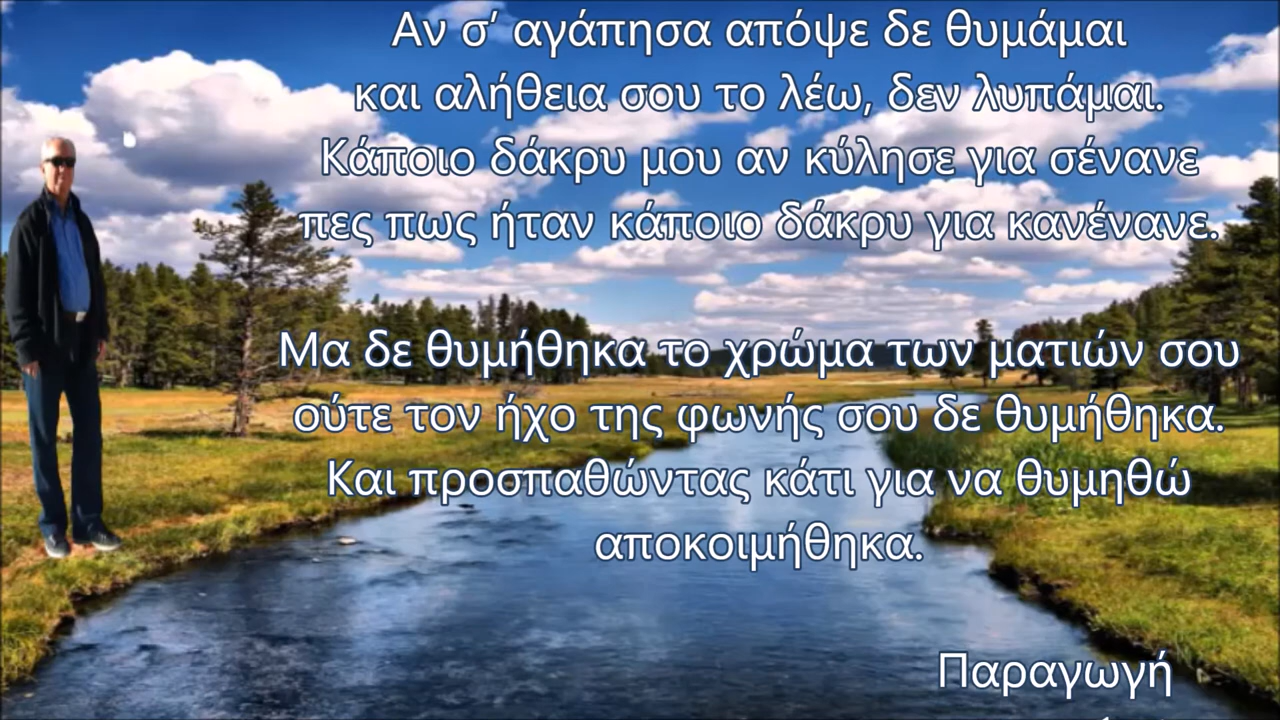 Αν σ’ αγάπησα απόψε δε θυμάμαι
και αλήθεια σου το λέω, δεν λυπάμαι.
Κάποιο δάκρυ μου αν κύλησε για σένανε
πες πως ήταν κάποιο δάκρυ για κανένανε.
Μα δε θυμήθηκα το χρώμα των ματιών σου
ούτε τον ήχο της φωνής σου δε θυμήθηκα.
Και προσπαθώντας κάτι για να θυμηθώ
αποκοιμήθηκα.
Παραγωγή